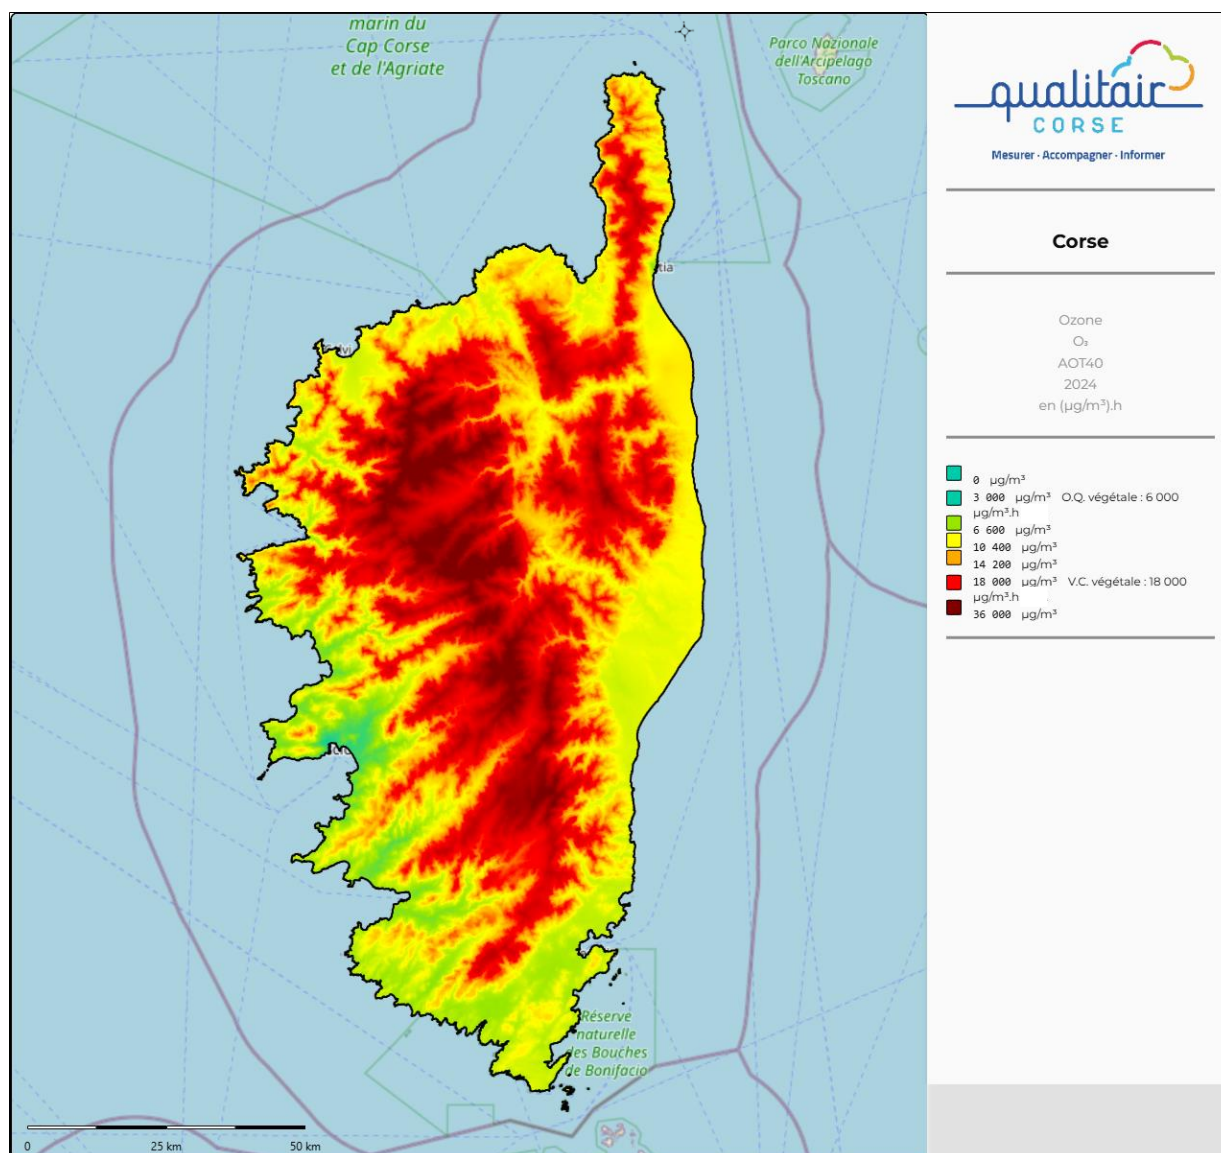 marin du
Cap Corse
et de l'Agriate
Parco Nazionale
dell'Arcipelago
Toscano
tia
Réserve
naturelle
des Bouches
de Bonifacio
0 25 km 50 km
qualitair
CORSE
Mesurer · Accompagner · Informer
Corse
Ozone
O₃
AOT40
2024
en (µg/m³).h
0 µg/m³
3 000 µg/m³ O.Q. végétale : 6 000
µg/m³.h
6 600 µg/m³
10 400 µg/m³
14 200 µg/m³
18 000 µg/m³ V.C. végétale : 18 000
µg/m³.h
36 000 µg/m³